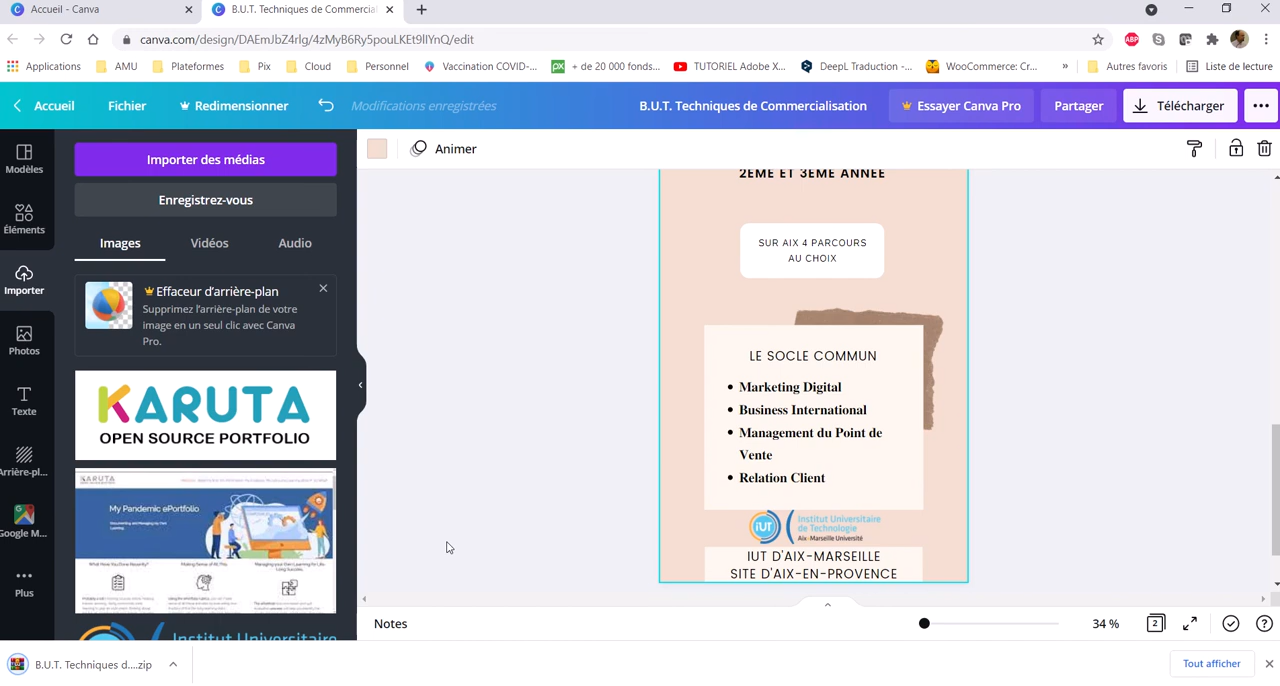 Accueil - Canva
B.U.T. Techniques de Commercia
canva.com/design/DAEmJbZ4rlg/4zMyB6Ry5pouLKEt9lIYnQ/edit
Applications
AMU
Plateformes
Pix
Cloud
Personnel
Vaccination COVID-...
+ de 20 000 fonds...
TUTORIEL Adobe X...
DeepL Traduction -...
WooCommerce: Cr...
»
Autres favoris
Liste de lecture
Accueil
Fichier
Redimensionner
Modifications enregistrées
B.U.T. Techniques de Commercialisation
Essayer Canva Pro
Partager
Télécharger
Modèles
Éléments
Importer
Photos
Texte
Arrière-pl...
Google M...
Plus
Importer des médias
Enregistrez-vous
Images
Vidéos
Audio
Effaceur d'arrière-plan
Supprimez l'arrière-plan de votre
image en un seul clic avec Canva
Pro.
KARUTA
OPEN SOURCE PORTFOLIO
KARUTA
My Pandemic ePortfolio
Institut Universitaire
Animer
2EME ET 3EME ANNEE
SUR AIX 4 PARCOURS
AU CHOIX
LE SOCLE COMMUN
• Marketing Digital
• Business International
• Management du Point de
Vente
• Relation Client
iUT
Institut Universitaire
de Technologie
Aix-Marseille Université
IUT D'AIX-MARSEILLE
SITE D'AIX-EN-PROVENCE
Notes
34 %
2
B.U.T. Techniques d....zip
Tout afficher